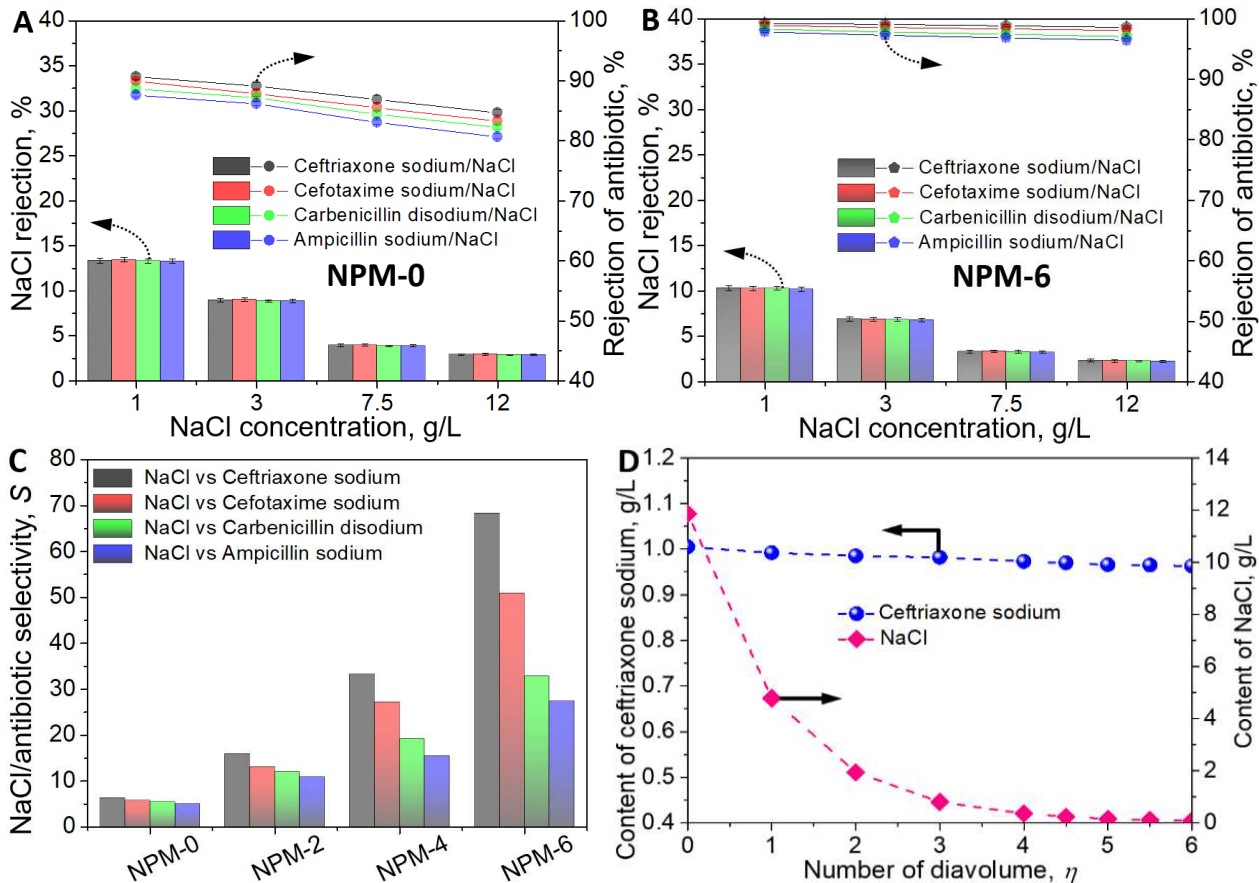 A
NaCl rejection, %
40
35
30
25
20
15
10
5
0
100
90
80
70
60
50
40
Rejection of antibiotic, %
Ceftriaxone sodium/NaCl
Cefotaxime sodium/NaCl
Carbenicillin disodium/NaCl
Ampicillin sodium/NaCl
NPM-0
1 3 7.5 12
NaCl concentration, g/L
B
NaCl rejection, %
40
35
30
25
20
15
10
5
0
100
90
80
70
60
50
40
Rejection of antibiotic, %
Ceftriaxone sodium/NaCl
Cefotaxime sodium/NaCl
Carbenicillin disodium/NaCl
Ampicillin sodium/NaCl
NPM-6
1 3 7.5 12
NaCl concentration, g/L
C
NaCl/antibiotic selectivity, S
80
70
60
50
40
30
20
10
0
NaCl vs Ceftriaxone sodium
NaCl vs Cefotaxime sodium
NaCl vs Carbenicillin disodium
NaCl vs Ampicillin sodium
NPM-0 NPM-2 NPM-4 NPM-6
D
Content of ceftriaxone sodium, g/L
1.2
1.1
1.0
0.9
0.8
0.7
0.6
0.5
0.4
14
12
10
8
6
4
2
0
Content of NaCl, g/L
Ceftriaxone sodium
NaCl
0 1 2 3 4 5 6
Number of diavolume, η